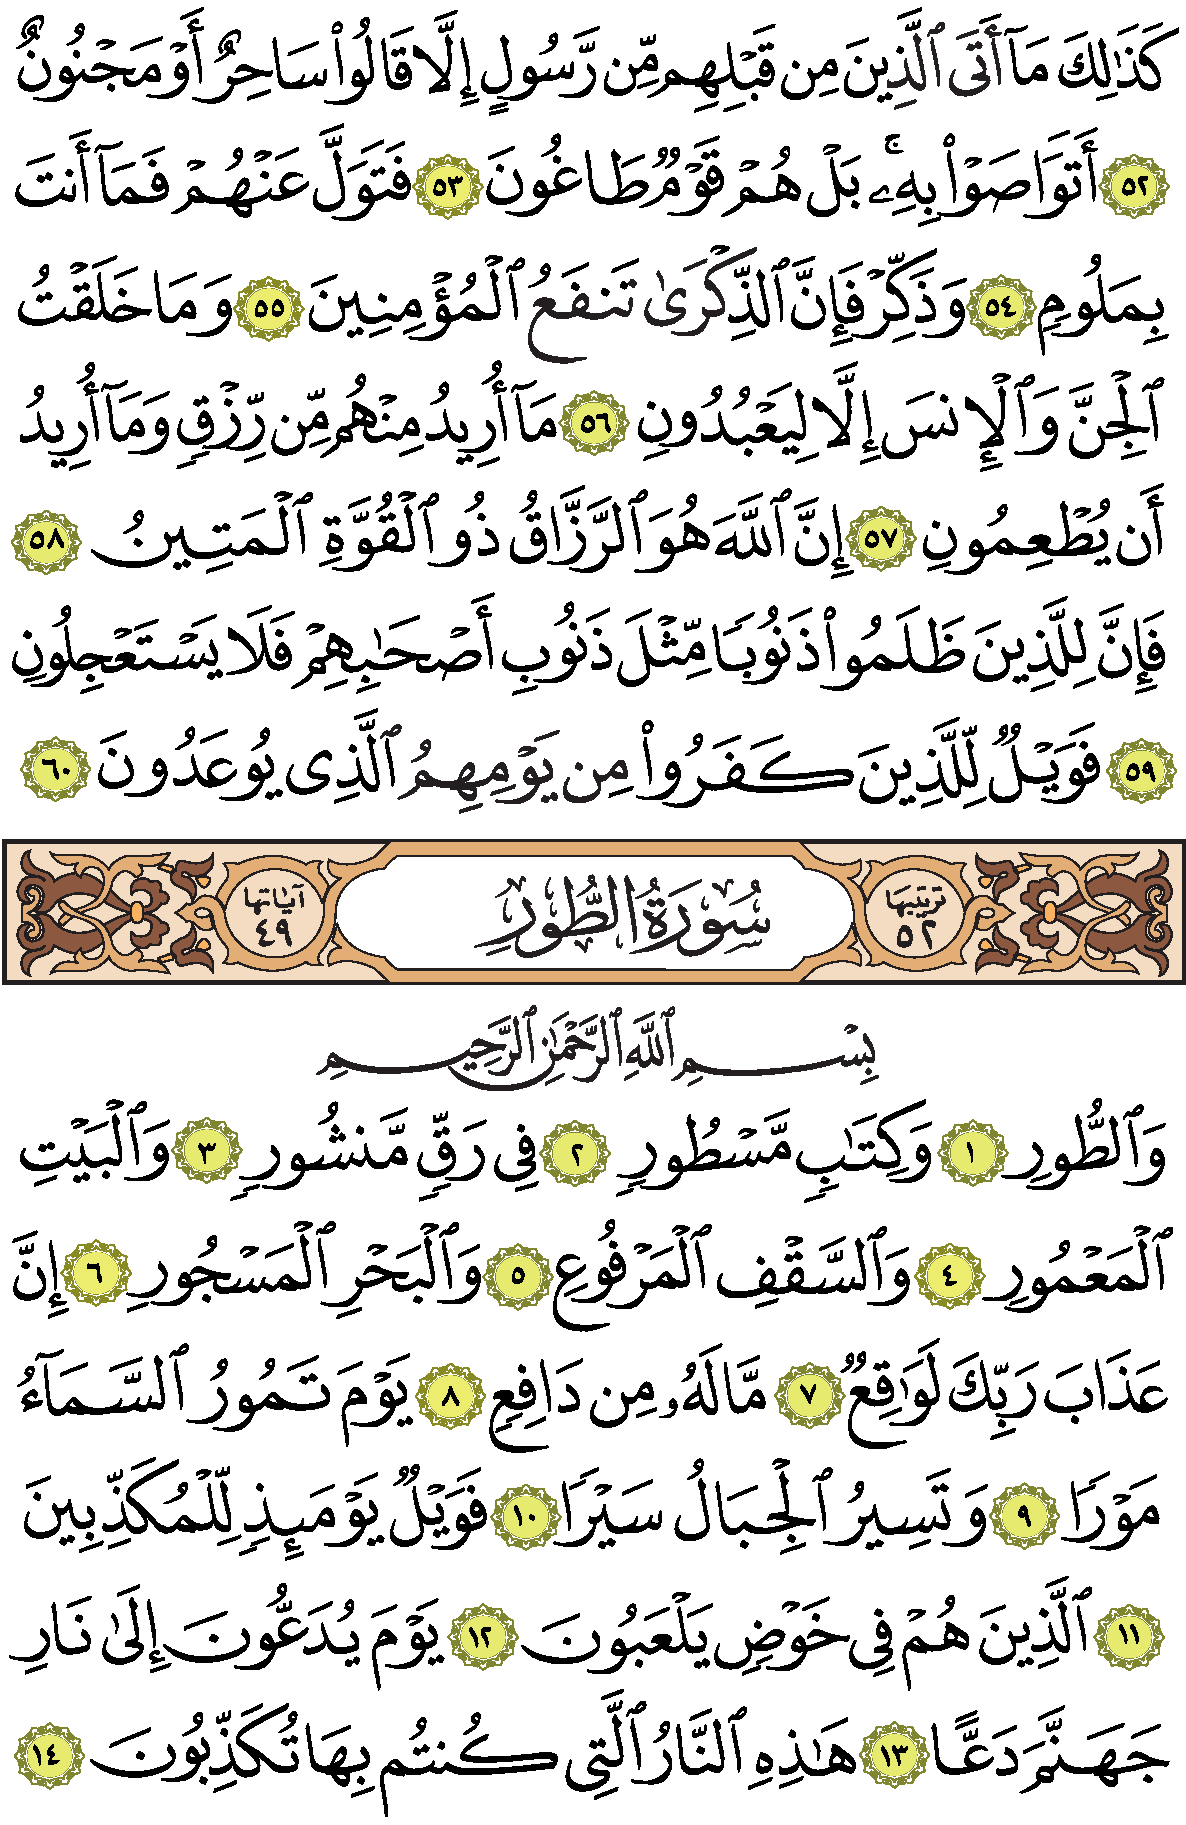 كَذَٰلِكَ مَآ أَتَى ٱلَّذِينَ مِن قَبۡلِهِم مِّن رَّسُولٍ إِلَّا قَالُواْ سَاحِرٌ أَوۡ مَجۡنُونٌ
٥٢ أَتَوَاصَوۡاْ بِهِۦۚ بَلۡ هُمۡ قَوۡمٞ طَاغُونَ ٥٣ فَتَوَلَّ عَنۡهُمۡ فَمَآ أَنتَ
بِمَلُومٖ ٥٤ وَذَكِّرۡ فَإِنَّ ٱلذِّكۡرَىٰ تَنفَعُ ٱلۡمُؤۡمِنِينَ ٥٥ وَمَا خَلَقۡتُ
ٱلۡجِنَّ وَٱلۡإِنسَ إِلَّا لِيَعۡبُدُونِ ٥٦ مَآ أُرِيدُ مِنۡهُم مِّن رِّزۡقٖ وَمَآ أُرِيدُ
أَن يُطۡعِمُونِ ٥٧ إِنَّ ٱللَّهَ هُوَ ٱلرَّزَّاقُ ذُو ٱلۡقُوَّةِ ٱلۡمَتِينُ ٥٨
فَإِنَّ لِلَّذِينَ ظَلَمُواْ ذَنُوبٗا مِّثۡلَ ذَنُوبِ أَصۡحَٰبِهِمۡ فَلَا يَسۡتَعۡجِلُونِ
٥٩ فَوَيۡلٞ لِّلَّذِينَ كَفَرُواْ مِن يَوۡمِهِمُ ٱلَّذِي يُوعَدُونَ ٦٠
ترتيبها ٥٢ سُورَةُ الطُّورِ آيَاتها ٤٩
بِسۡمِ ٱللَّهِ ٱلرَّحۡمَٰنِ ٱلرَّحِيمِ
وَٱلطُّورِ ١ وَكِتَٰبٖ مَّسۡطُورٖ ٢ فِي رَقّٖ مَّنشُورٖ ٣ وَٱلۡبَيۡتِ
ٱلۡمَعۡمُورِ ٤ وَٱلسَّقۡفِ ٱلۡمَرۡفُوعِ ٥ وَٱلۡبَحۡرِ ٱلۡمَسۡجُورِ ٦ إِنَّ
عَذَابَ رَبِّكَ لَوَٰقِعٞ ٧ مَّا لَهُۥ مِن دَافِعٖ ٨ يَوۡمَ تَمُورُ ٱلسَّمَآءُ
مَوۡرٗا ٩ وَتَسِيرُ ٱلۡجِبَالُ سَيۡرٗا ١٠ فَوَيۡلٞ يَوۡمَئِذٖ لِّلۡمُكَذِّبِينَ
١١ ٱلَّذِينَ هُمۡ فِي خَوۡضٖ يَلۡعَبُونَ ١٢ يَوۡمَ يُدَعُّونَ إِلَىٰ نَارِ
جَهَنَّمَ دَعًّا ١٣ هَٰذِهِ ٱلنَّارُ ٱلَّتِي كُنتُم بِهَا تُكَذِّبُونَ ١٤